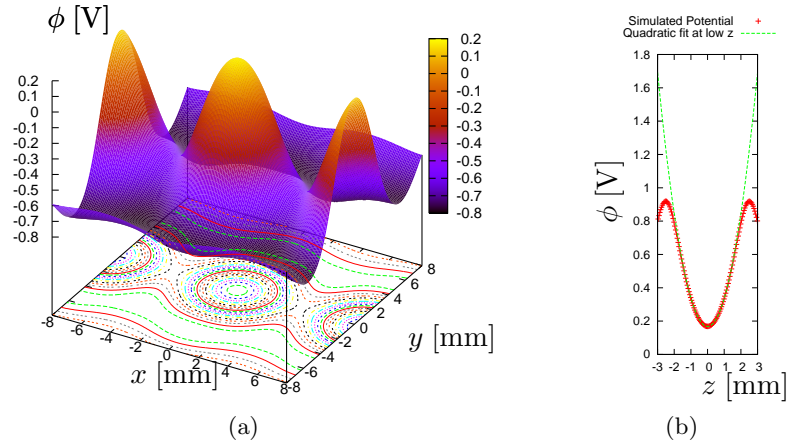 ϕ [V]
0.2
0.1
0
-0.1
-0.2
-0.3
-0.4
-0.5
-0.6
-0.7
-0.8
0.2
0.1
0
-0.1
-0.2
-0.3
-0.4
-0.5
-0.6
-0.7
-0.8
-8 -6 -4 -2 0 2 4 6 8
x [mm]
-8 -6 -4 -2 0 2 4 6 8
y [mm]
(a)
Simulated Potential
Quadratic fit at low z
ϕ [V]
1.8
1.6
1.4
1.2
1
0.8
0.6
0.4
0.2
0
-3 -2 -1 0 1 2 3
z [mm]
(b)